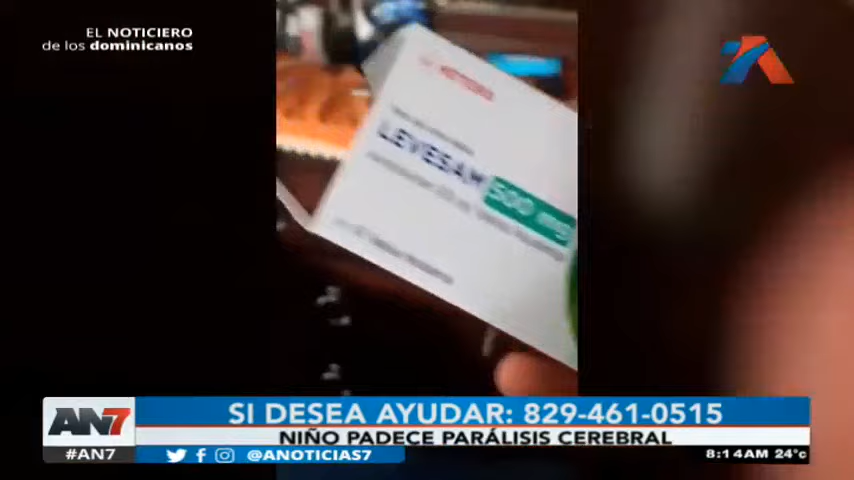 EL NOTICIERO
de los dominicanos
HETERO
LEVESAM 500 mg
AN7
SI DESEA AYUDAR: 829-461-0515
NIÑO PADECE PARÁLISIS CEREBRAL
#AN7
@ANOTICIAS7
8:14AM 24°c